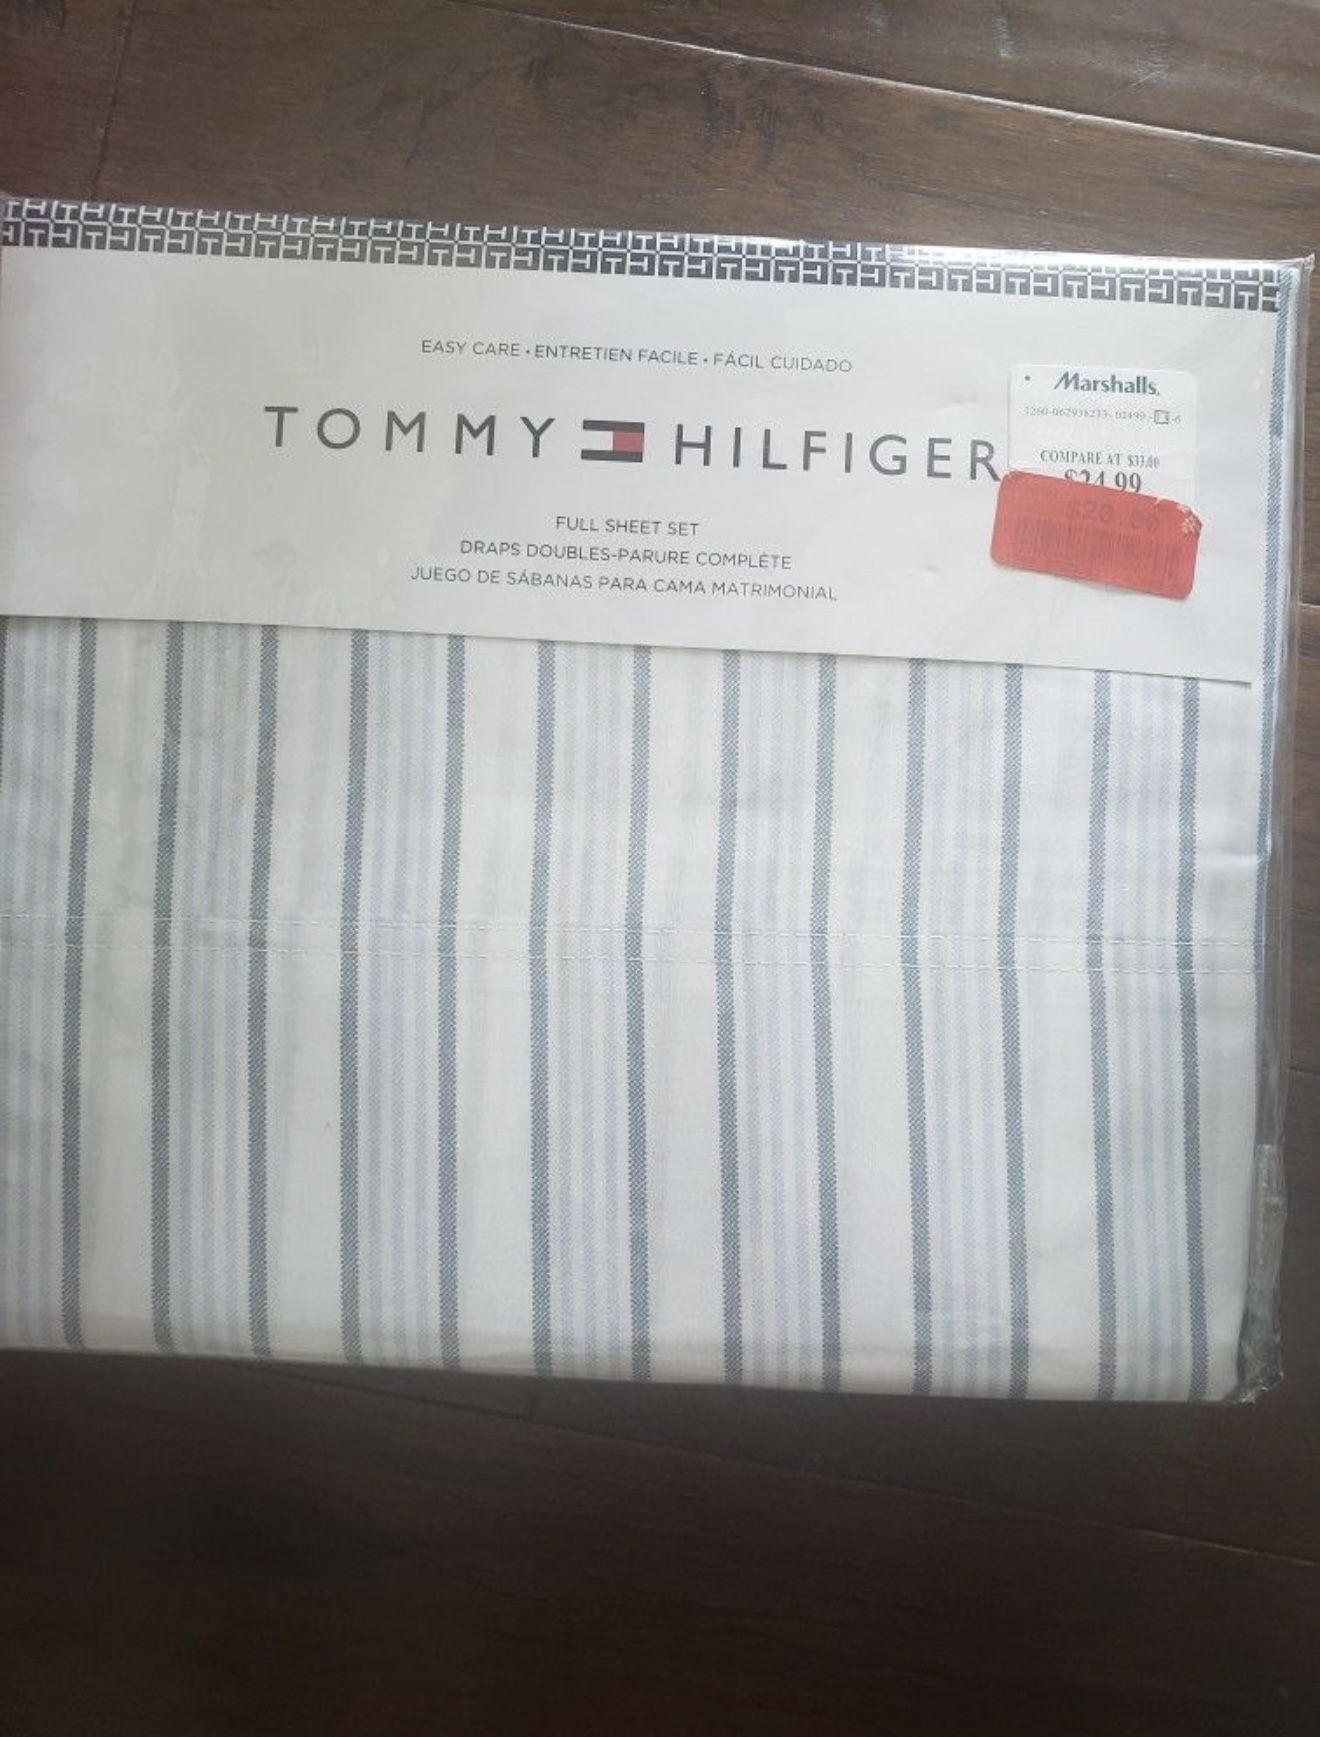 EASY CARE • ENTRETIEN FACILE • FÁCIL CUIDADO
TOMMY HILFIGER
FULL SHEET SET
DRAPS DOUBLES-PARURE COMPLÈTE
JUEGO DE SÁBANAS PARA CAMA MATRIMONIAL
Marshalls.
COMPARE AT $33.00
$24.99